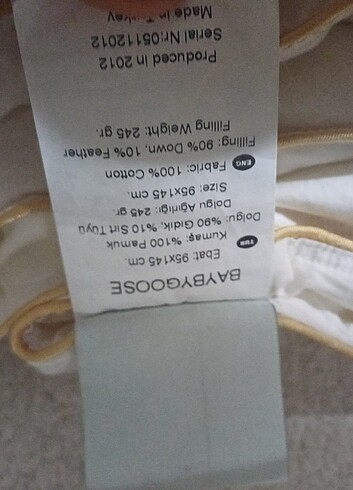 BAYBYGOOSE
Ebat: 95x145 cm.
TUR Kumaş: %100 Pamuk
Dolgu: %90 Gıdık, %10 Sırt Tüyü
Dolgu Ağırlığı: 245 gr.
Size: 95x145 cm.
ENG Fabric: 100% Cotton
Filling: 90% Down, 10% Feather
Filling Weight: 245 gr.
Produced in 2012
Serial Nr:05112012
Made in Turkey